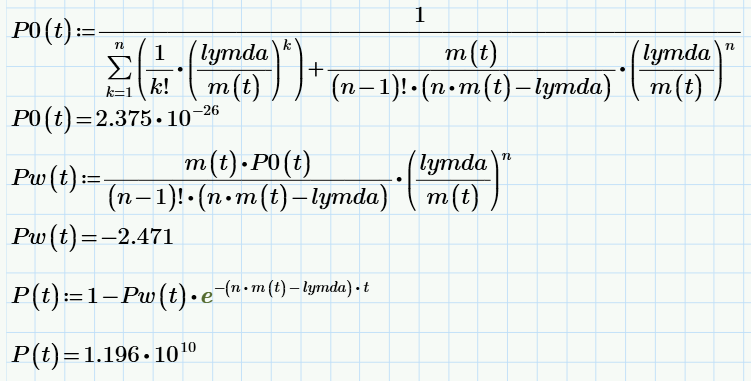 P0(t):=1/(∑_{k=1}^{n}(1/k!·(lymda/m(t))^k)+m(t)/((n−1)!·(n·m(t)−lymda))·(lymda/m(t))^n)
P0(t)=2.375·10^{−26}
Pw(t):=m(t)·P0(t)/((n−1)!·(n·m(t)−lymda))·(lymda/m(t))^n
Pw(t)=−2.471
P(t):=1−Pw(t)·e^{−(n·m(t)−lymda)·t}
P(t)=1.196·10^{10}